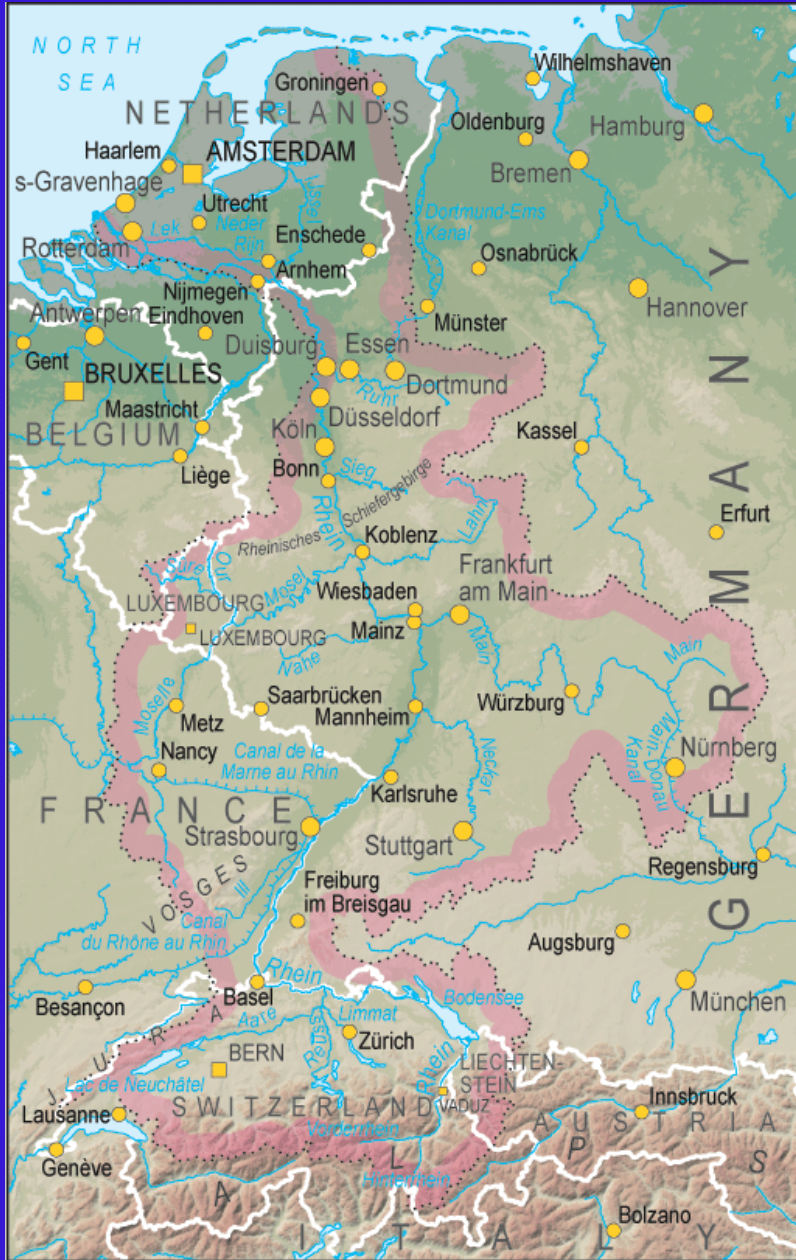 NORTH
SEA
Wilhelmshaven
Groningen
NETHERLANDS
Hamburg
Oldenburg
Haarlem
AMSTERDAM
Bremen
s-Gravenhage
IJssel
Utrecht
Lek
Neder
Rijn
Dortmund-Ems
Kanal
Enschede
Rotterdam
Osnabrück
Arnhem
Nijmegen
Hannover
Antwerpen
Eindhoven
Münster
Duisburg
Essen
Gent
BRUXELLES
Dortmund
Ruhr
Maastricht
Düsseldorf
BELGIUM
Köln
Kassel
Liège
Bonn
Sieg
Rhein
Rheinisches Schiefergebirge
Lahn
Erfurt
Koblenz
GERMANY
Sûre
Our
Mosel
Frankfurt
am Main
Wiesbaden
LUXEMBOURG
LUXEMBOURG
Mainz
Main
Main
Nahe
Saarbrücken
Würzburg
Moselle
Metz
Mannheim
Nancy
Canal de la
Marne au Rhin
Neckar
Main-Donau
Kanal
Nürnberg
Karlsruhe
FRANCE
Strasbourg
Stuttgart
Regensburg
VOSGES
Ill
Freiburg
im Breisgau
Canal
du Rhône au Rhin
Augsburg
Rhein
Basel
Besançon
Bodensee
München
JURA
Aare
Limmat
Reuss
Zürich
BERN
Rhein
LIECHTEN-
STEIN
Lac de Neuchâtel
VADUZ
Innsbruck
Lausanne
SWITZERLAND
AUSTRIA
Vorderrhein
Genève
Hinterrhein
ALPS
Bolzano
ITALY